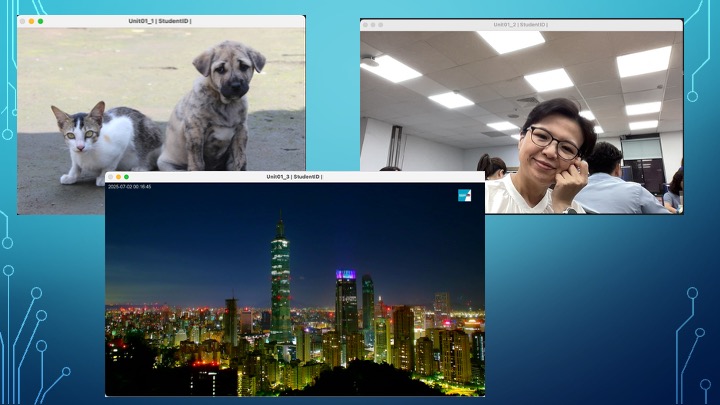 Unit01_1 | StudentID |
Unit01_2 | StudentID |
Unit01_3 | StudentID |
2025-07-02 00:16:45